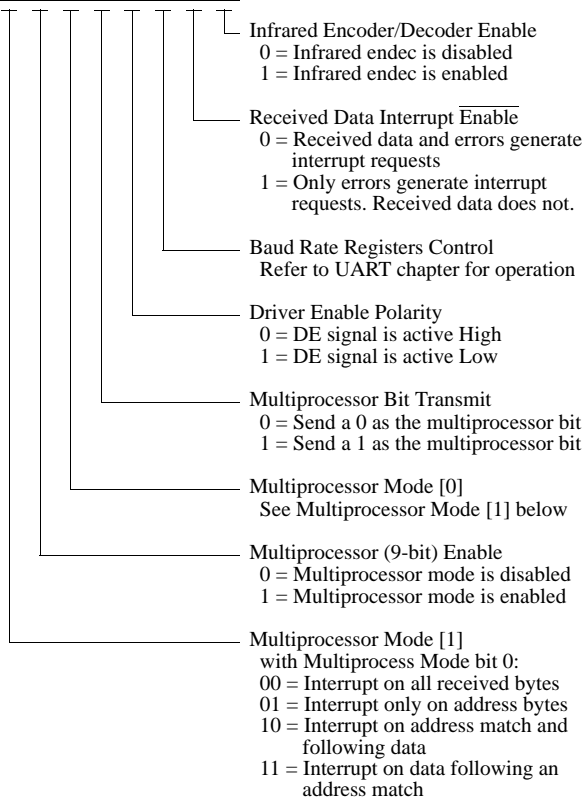 Infrared Encoder/Decoder Enable
0 = Infrared endec is disabled
1 = Infrared endec is enabled
Received Data Interrupt Enable
0 = Received data and errors generate
interrupt requests
1 = Only errors generate interrupt
requests. Received data does not.
Baud Rate Registers Control
Refer to UART chapter for operation
Driver Enable Polarity
0 = DE signal is active High
1 = DE signal is active Low
Multiprocessor Bit Transmit
0 = Send a 0 as the multiprocessor bit
1 = Send a 1 as the multiprocessor bit
Multiprocessor Mode [0]
See Multiprocessor Mode [1] below
Multiprocessor (9-bit) Enable
0 = Multiprocessor mode is disabled
1 = Multiprocessor mode is enabled
Multiprocessor Mode [1]
with Multiprocess Mode bit 0:
00 = Interrupt on all received bytes
01 = Interrupt only on address bytes
10 = Interrupt on address match and
following data
11 = Interrupt on data following an
address match